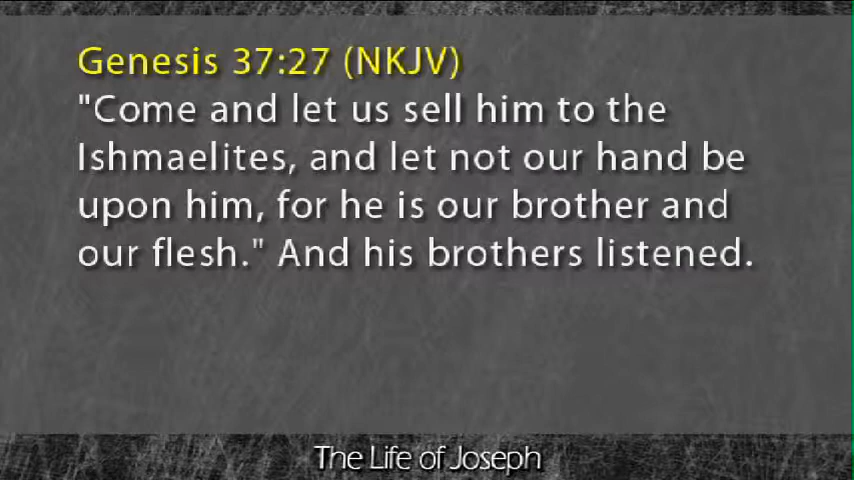 Genesis 37:27 (NKJV)
"Come and let us sell him to the
Ishmaelites, and let not our hand be
upon him, for he is our brother and
our flesh." And his brothers listened.
The Life of Joseph